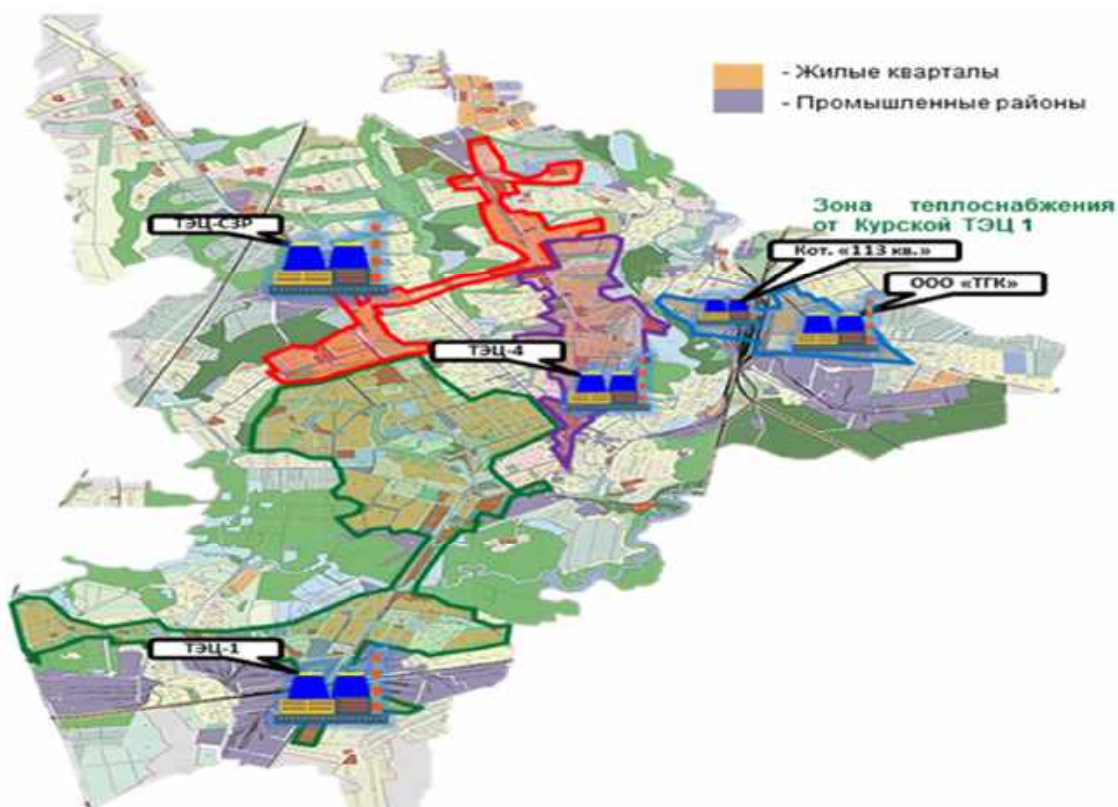 - Жилые кварталы
- Промышленные районы
Зона теплоснабжения
от Курской ТЭЦ 1
ТЭЦ-СЗР
Кот. «113 кв.»
ООО «ТГК»
ТЭЦ-4
ТЭЦ-1